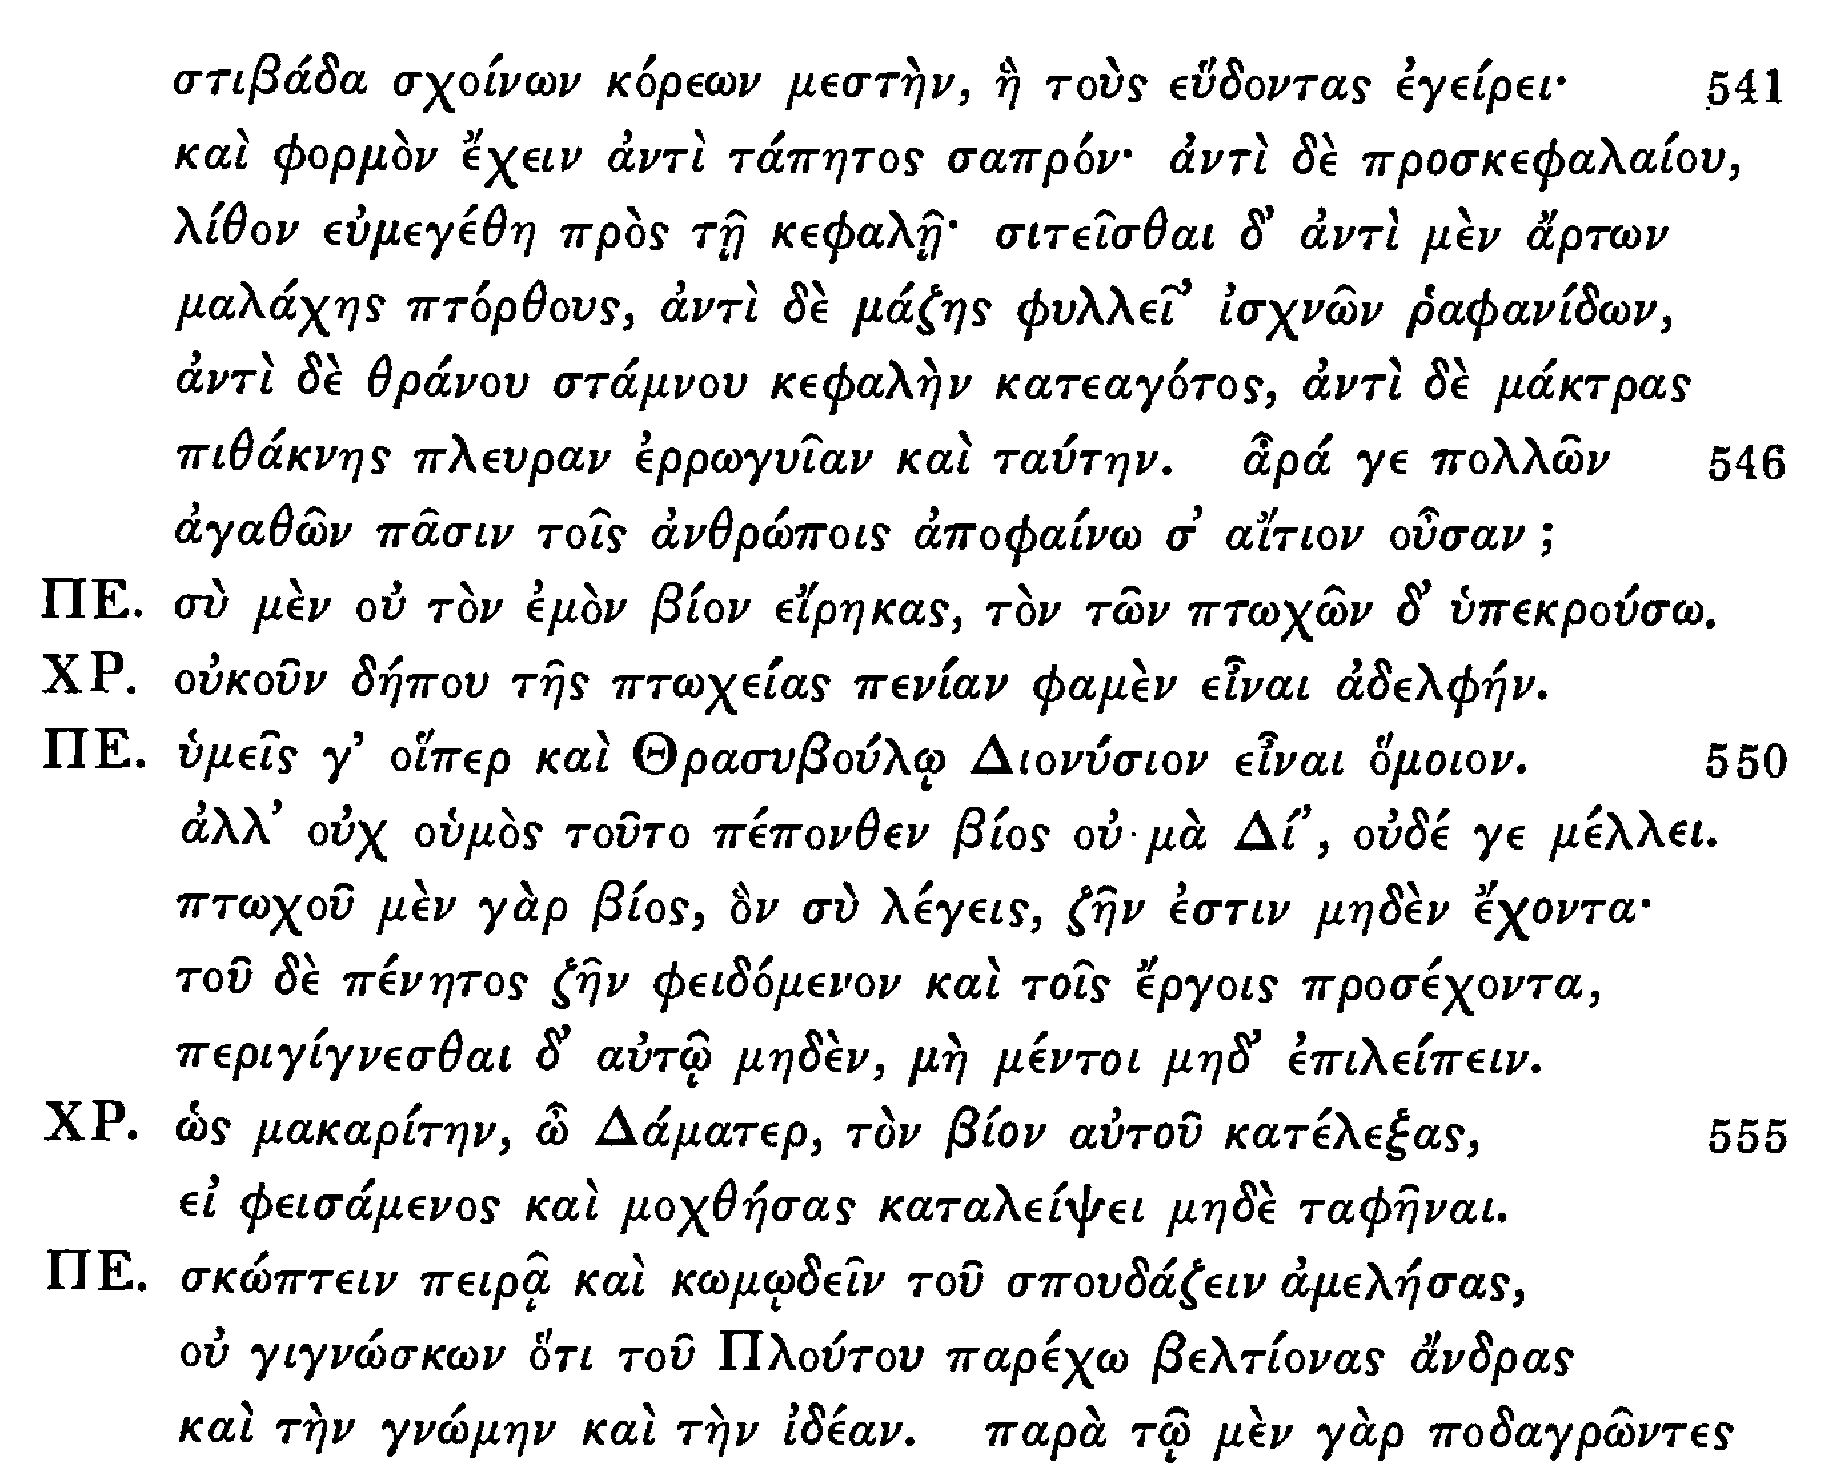 στιβάδα σχοίνων κόρεων μεστὴν, ἣ τοὺς εὕδοντας ἐγείρει· 541
καὶ φορμὸν ἔχειν ἀντὶ τάπητος σαπρόν· ἀντὶ δὲ προσκεφαλαίου,
λίθον εὐμεγέθη πρὸς τῇ κεφαλῇ· σιτεῖσθαι δ’ ἀντὶ μὲν ἄρτων
μαλάχης πτόρθους, ἀντὶ δὲ μάζης φυλλεῖ’ ἰσχνῶν ῥαφανίδων,
ἀντὶ δὲ θράνου στάμνου κεφαλὴν κατεαγότος, ἀντὶ δὲ μάκτρας
πιθάκνης πλευραν ἐρρωγυῖαν καὶ ταύτην. ἆρά γε πολλῶν 546
ἀγαθῶν πᾶσιν τοῖς ἀνθρώποις ἀποφαίνω σ’ αἴτιον οὖσαν ;
ΠΕ. σὺ μὲν οὐ τὸν ἐμὸν βίον εἴρηκας, τὸν τῶν πτωχῶν δ’ ὑπεκρούσω.
ΧΡ. οὐκοῦν δήπου τῆς πτωχείας πενίαν φαμὲν εἶναι ἀδελφήν.
ΠΕ. ὑμεῖς γ’ οἵπερ καὶ Θρασυβούλῳ Διονύσιον εἶναι ὅμοιον. 550
ἀλλ’ οὐχ οὑμὸς τοῦτο πέπονθεν βίος οὐ μὰ Δί’, οὐδέ γε μέλλει.
πτωχοῦ μὲν γὰρ βίος, ὃν σὺ λέγεις, ζῆν ἐστιν μηδὲν ἔχοντα·
τοῦ δὲ πένητος ζῆν φειδόμενον καὶ τοῖς ἔργοις προσέχοντα,
περιγίγνεσθαι δ’ αὐτῷ μηδὲν, μὴ μέντοι μηδ’ ἐπιλείπειν.
ΧΡ. ὡς μακαρίτην, ὦ Δάματερ, τὸν βίον αὐτοῦ κατέλεξας, 555
εἰ φεισάμενος καὶ μοχθήσας καταλείψει μηδὲ ταφῆναι.
ΠΕ. σκώπτειν πειρᾷ καὶ κωμῳδεῖν τοῦ σπουδάζειν ἀμελήσας,
οὐ γιγνώσκων ὅτι τοῦ Πλούτου παρέχω βελτίονας ἄνδρας
καὶ τὴν γνώμην καὶ τὴν ἰδέαν. παρὰ τῷ μὲν γὰρ ποδαγρῶντες